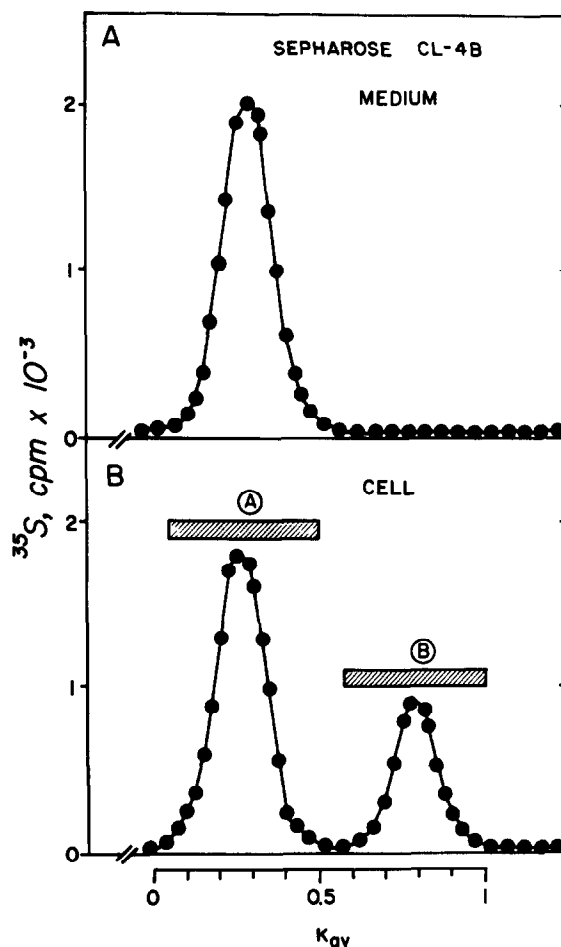 A
SEPHAROSE CL-4B
MEDIUM
2
1
0
³⁵S, cpm x 10⁻³
B
CELL
Ⓐ
2
Ⓑ
1
0
0 0.5 1
Kav